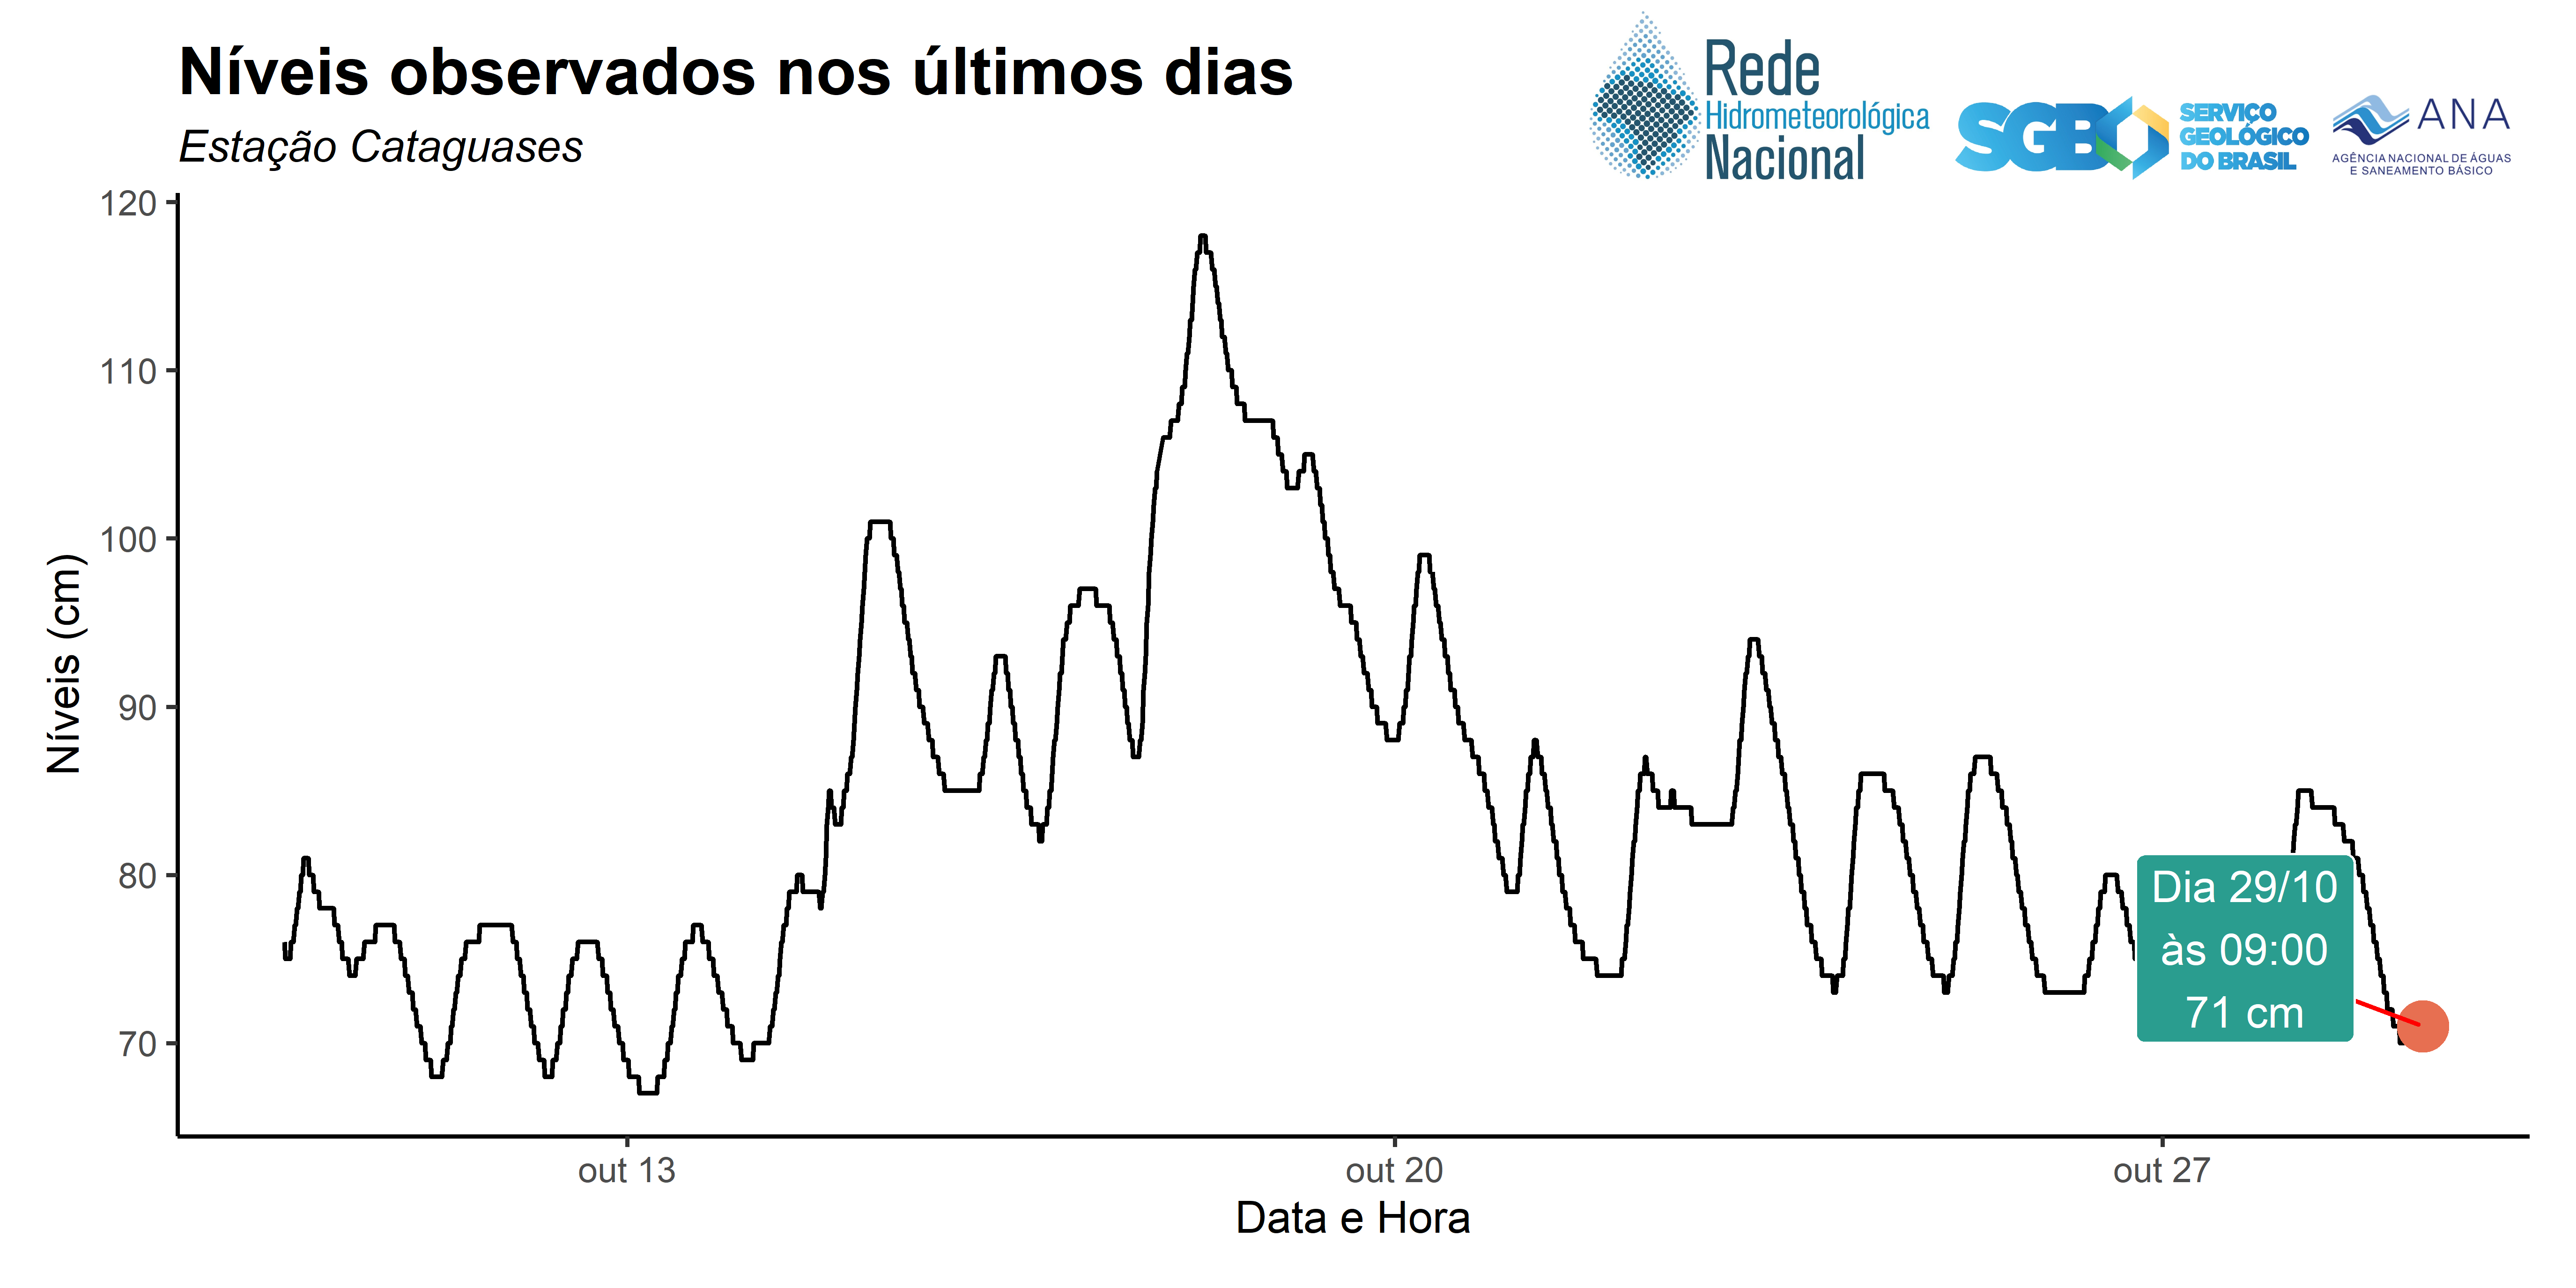 Níveis observados nos últimos dias
Estação Cataguases
Rede
Hidrometeorológica
Nacional
SGB
SERVIÇO
GEOLÓGICO
DO BRASIL
ANA
AGÊNCIA NACIONAL DE ÁGUAS
E SANEAMENTO BÁSICO
120
110
100
90
80
70
Níveis (cm)
Dia 29/10
às 09:00
71 cm
out 13
out 20
out 27
Data e Hora